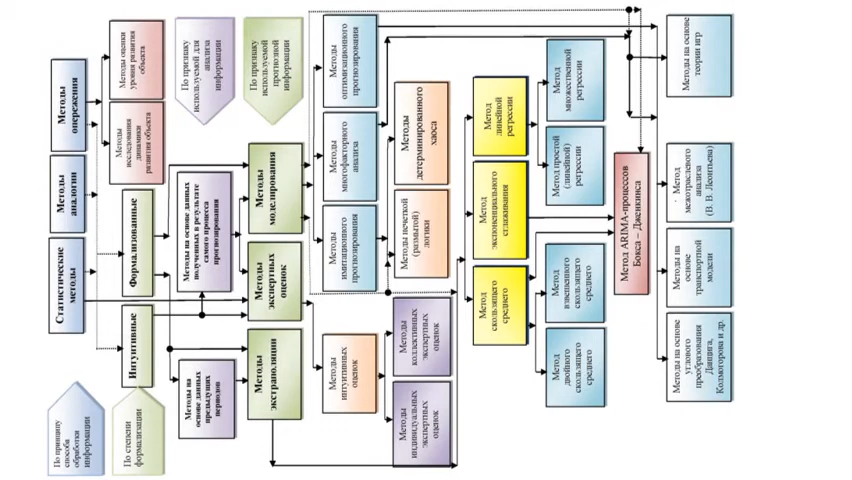 По принципу
способа
обработки
информации
Статистические
методы
Методы
аналогии
Методы
опережения
Методы исследования
динамики
развития объекта
Методы оценки
уровня развития
объекта
По степени
формализации
Интуитивные
Формализованные
По признаку
используемой для
анализа
информации
Методы на
основе данных
предыдущих
периодов
Методы на основе данных
полученных в результате
самого процесса
прогнозирования
По признаку
используемой
прогнозной
информации
Методы
экстраполяции
Методы
экспертных
оценок
Методы
моделирования
Методы
интуитивных
оценок
Методы
имитационного
прогнозирования
Методы
многофакторного
анализа
Методы
оптимизационного
прогнозирования
Методы
индивидуальных
экспертных
оценок
Методы
коллективных
экспертных
оценок
Методы нечеткой
(размытой)
логики
Методы
детерминированного
хаоса
Метод
скользящего
среднего
Метод
экспоненциального
сглаживания
Метод
линейной
регрессии
Метод
двойного
скользящего
среднего
Метод
взвешенного
скользящего
среднего
Метод простой
(линейной)
регрессии
Метод
множественной
регрессии
Метод ARIMA-процессов
Бокса – Дженкинса
Методы на основе
углового
преобразования
Данцига,
Колмогорова и др.
Методы на
основе
транспортной
модели
Метод
межотраслевого
анализа
(В. В. Леонтьева)
Методы на основе
теории игр